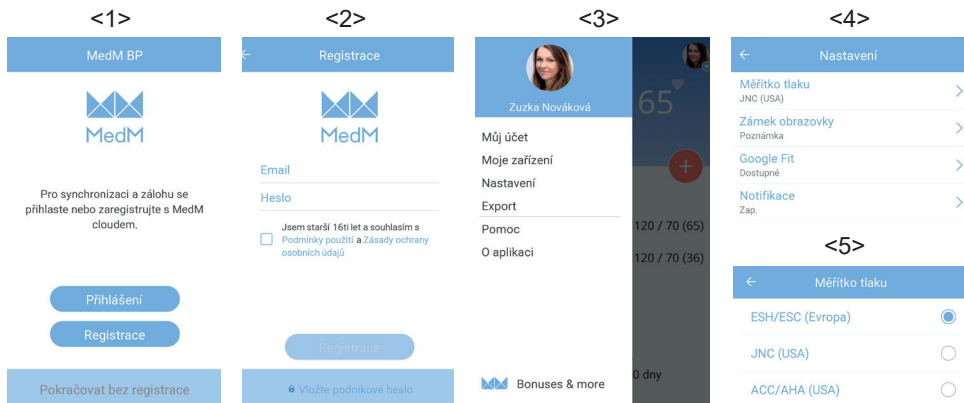 <1>
MedM BP
MedM
Pro synchronizaci a zálohu se
přihlaste nebo zaregistrujte s MedM
cloudem.
Přihlášení
Registrace
Pokračovat bez registrace
<2>
Registrace
MedM
Email
Heslo
Jsem starší 16ti let a souhlasím s
Podmínky použití a Zásady ochrany
osobních údajů
Registrace
Vložte podnikové heslo
<3>
Zuzka Nováková
65
Můj účet
Moje zařízení
Nastavení
Export
Pomoc
O aplikaci
120 / 70 (65)
120 / 70 (36)
0 dny
Bonuses & more
<4>
Nastavení
Měřítko tlaku
JNC (USA)
Zámek obrazovky
Poznámka
Google Fit
Dostupné
Notifikace
Zap.
<5>
Měřítko tlaku
ESH/ESC (Evropa)
JNC (USA)
ACC/AHA (USA)